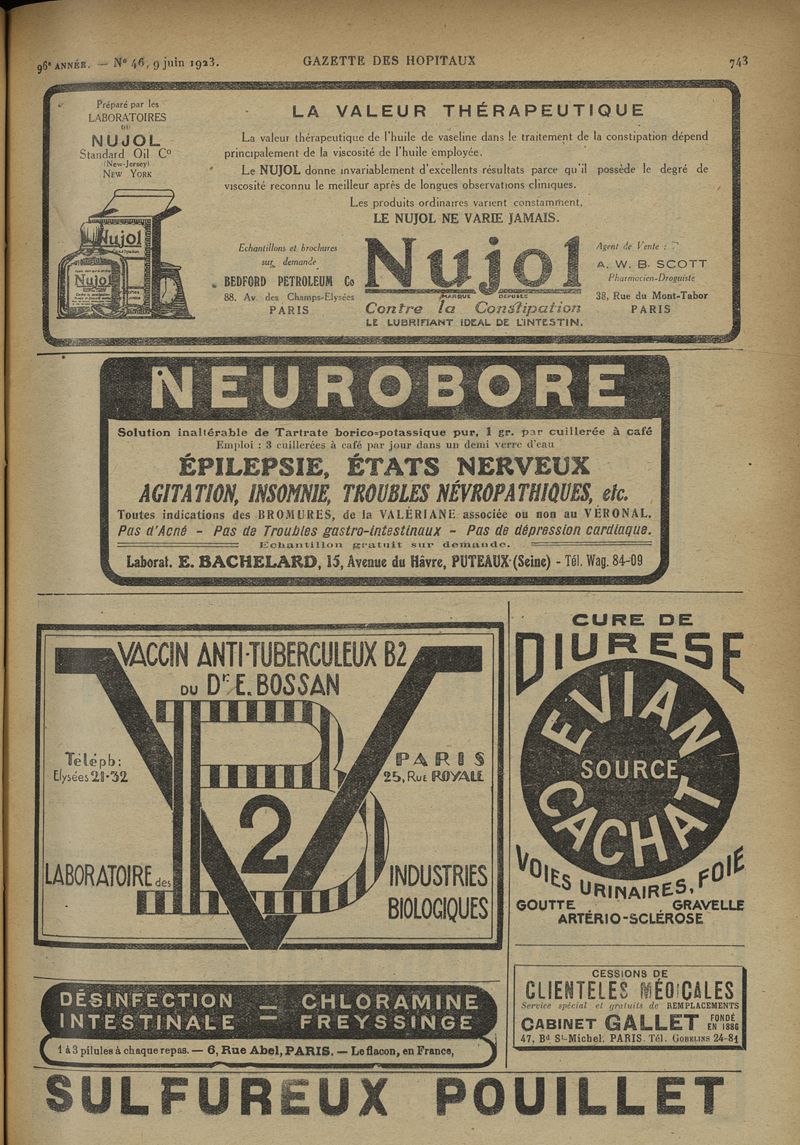 96e ANNÉE. — No 46, 9 juin 1923. GAZETTE DES HOPITAUX 743
Préparé par les
LABORATOIRES
DU
NUJOL
Standard Oil Co
(New-Jersey)
NEW YORK
LA VALEUR THÉRAPEUTIQUE
La valeur thérapeutique de l'huile de vaseline dans le traitement de la constipation dépend
principalement de la viscosité de l'huile employée.
Le NUJOL donne invariablement d'excellents résultats parce qu'il possède le degré de
viscosité reconnu le meilleur après de longues observations cliniques.
Les produits ordinaires varient constamment,
LE NUJOL NE VARIE JAMAIS.
Nujol
Nujol
Echantillons et brochures
sur demande
BEDFORD PETROLEUM Co
88, Av. des Champs-Elysées
PARIS
Nujol
MARQUE DÉPOSÉE
Contre la Constipation
LE LUBRIFIANT IDEAL DE L'INTESTIN.
Agent de Vente :
A. W. B. SCOTT
Pharmacien-Droguiste
38, Rue du Mont-Tabor
PARIS
NEUROBORE
Solution inaltérable de Tartrate borico-potassique pur, 1 gr. par cuillerée à café
Emploi : 3 cuillerées à café par jour dans un demi verre d'eau
ÉPILEPSIE, ÉTATS NERVEUX
AGITATION, INSOMNIE, TROUBLES NÉVROPATHIQUES, etc.
Toutes indications des BROMURES, de la VALÉRIANE associée ou non au VÉRONAL.
Pas d'Acné - Pas de Troubles gastro-intestinaux - Pas de dépression cardiaque.
Echantillon gratuit sur demande.
Laborat. E. BACHELARD, 15, Avenue du Hâvre, PUTEAUX (Seine) - Tél. Wag. 84-09
VACCIN ANTI-TUBERCULEUX B2
DU Dr E. BOSSAN
Téléph:
Elysées 21-32
PARIS
25, RUE ROYALE
BV
2
LABORATOIRE des INDUSTRIES
BIOLOGIQUES
CURE DE
DIURESE
EVIAN
SOURCE
CACHAT
VOIES URINAIRES, FOIE
GOUTTE GRAVELLE
ARTÉRIO-SCLÉROSE
DÉSINFECTION = CHLORAMINE
INTESTINALE FREYSSINGE
1 à 3 pilules à chaque repas. — 6, Rue Abel, PARIS. — Le flacon, en France,
CESSIONS DE
CLIENTELES MÉDICALES
Service spécial et gratuits de REMPLACEMENTS
CABINET GALLET FONDÉ EN 1886
47, Bd St-Michel, PARIS. Tél. GOBELINS 24-81
SULFUREUX POUILLET